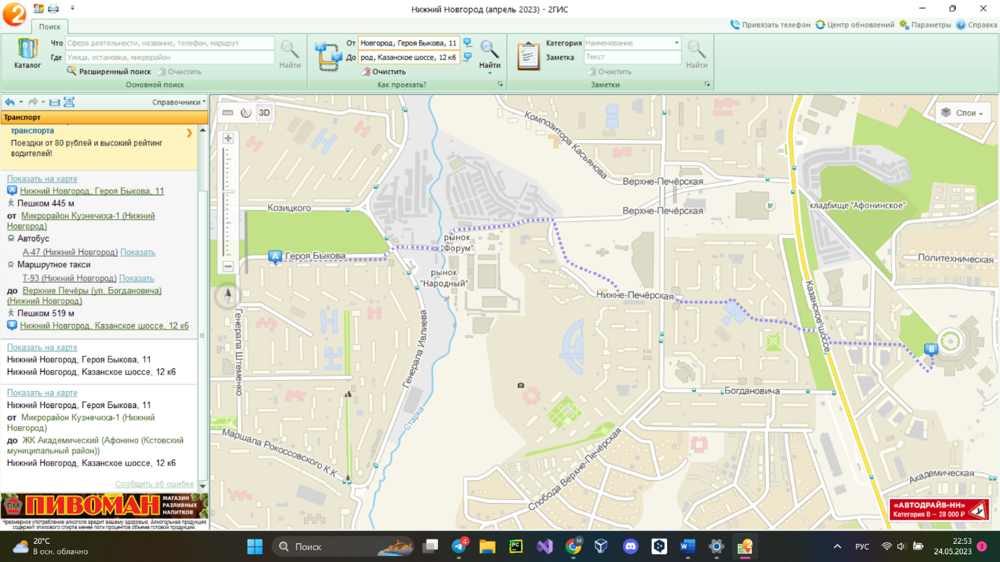 Нижний Новгород (апрель 2023) - 2ГИС
Поиск
Привязать телефон
Центр обновлений
Параметры
Справка
Каталог
Что
Сфера деятельности, название, телефон, маршрут
Где
Улица, остановка, микрорайон
Расширенный поиск
Очистить
Найти
Основной поиск
От
Новгород, Героя Быкова, 11
До
род, Казанское шоссе, 12 к6
Очистить
Найти
Как проехать?
Категория
Наименование
Заметка
Текст
Очистить
Найти
Заметки
Справочники
Транспорт
транспорта
Поездки от 80 рублей и высокий рейтинг
водителей!
Показать на карте
A Нижний Новгород, Героя Быкова, 11
Пешком 445 м
от Микрорайон Кузнечиха-1 (Нижний
Новгород)
Автобус
А-47 (Нижний Новгород) Показать
Маршрутное такси
Т-93 (Нижний Новгород) Показать
до Верхние Печёры (ул. Богдановича)
(Нижний Новгород)
Пешком 519 м
B Нижний Новгород, Казанское шоссе, 12 к6
Показать на карте
Нижний Новгород, Героя Быкова, 11
Нижний Новгород, Казанское шоссе, 12 к6
Показать на карте
Нижний Новгород, Героя Быкова, 11
от Микрорайон Кузнечиха-1 (Нижний
Новгород)
до ЖК Академический (Афонино (Кстовский
муниципальный район))
Нижний Новгород, Казанское шоссе, 12 к6
Сообщить об ошибке
ПМ ПИВОМАН
МАГАЗИН
РАЗЛИВНЫХ
НАПИТКОВ
Чрезмерное употребление алкоголя вредит вашему здоровью. Алкогольная продукция
содержит этилового спирта менее пяти процентов объема готовой продукции.
3D
Слои
Композитора Касьянова
Верхне-Печёрская
Козицкого
Верхне-Печёрская
кладбище "Афонинское"
рынок
"Форум"
A
Героя Быкова
Политехническая
рынок
"Народный"
Нижне-Печёрская
Казанское шоссе
Генерала Штеменко
Генерала Ивлиева
B
Богдановича
Старка
Маршала Рокоссовского К.К.
Слобода Верхне-Печёрская
Академическая
«АВТОДРАЙВ-НН»
Категория В – 28 000 ₽
20°C
В осн. облачно
Поиск
4
PC
M
РУС
22:53
24.05.2023
3